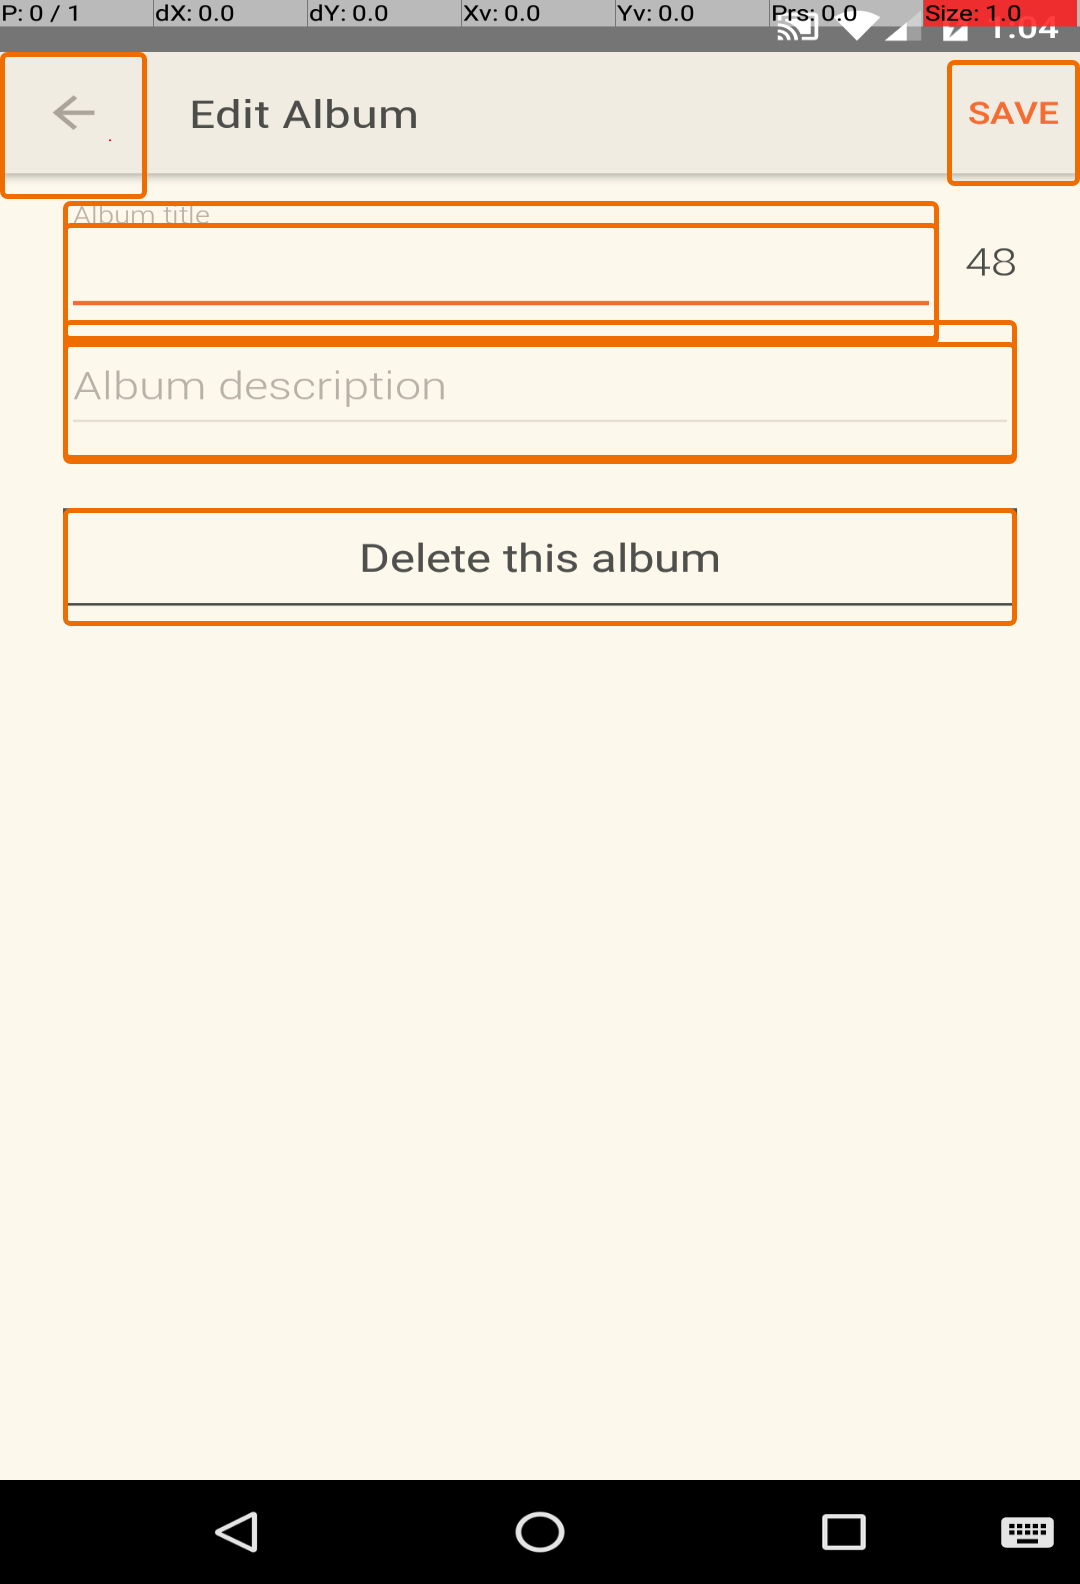 P: 0 / 1 dX: 0.0 dY: 0.0 Xv: 0.0 Yv: 0.0 Prs: 0.0 Size: 1.0
1:04
Edit Album SAVE
Album title
48
Album description
Delete this album